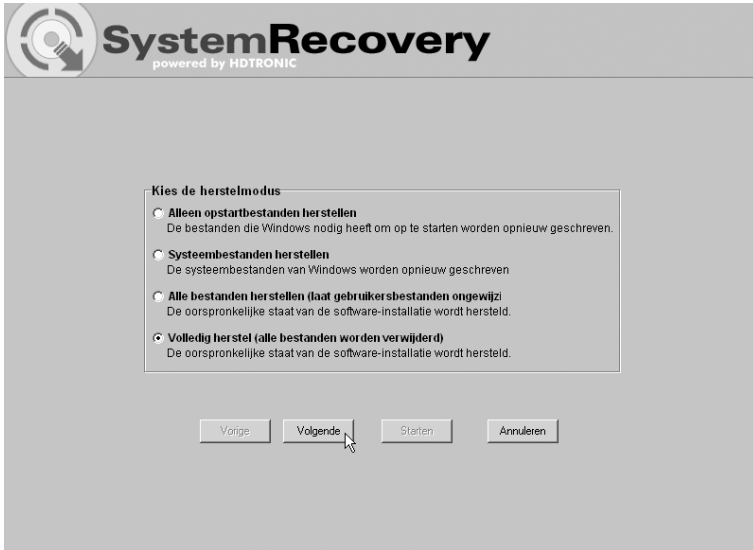 SystemRecovery
powered by HDTRONIC
Kies de herstelmodus
Alleen opstartbestanden herstellen
De bestanden die Windows nodig heeft om op te starten worden opnieuw geschreven.
Systeembestanden herstellen
De systeembestanden van Windows worden opnieuw geschreven
Alle bestanden herstellen (laat gebruikersbestanden ongewijzi
De oorspronkelijke staat van de software-installatie wordt hersteld.
Volledig herstel (alle bestanden worden verwijderd)
De oorspronkelijke staat van de software-installatie wordt hersteld.
Vorige Volgende Starten Annuleren